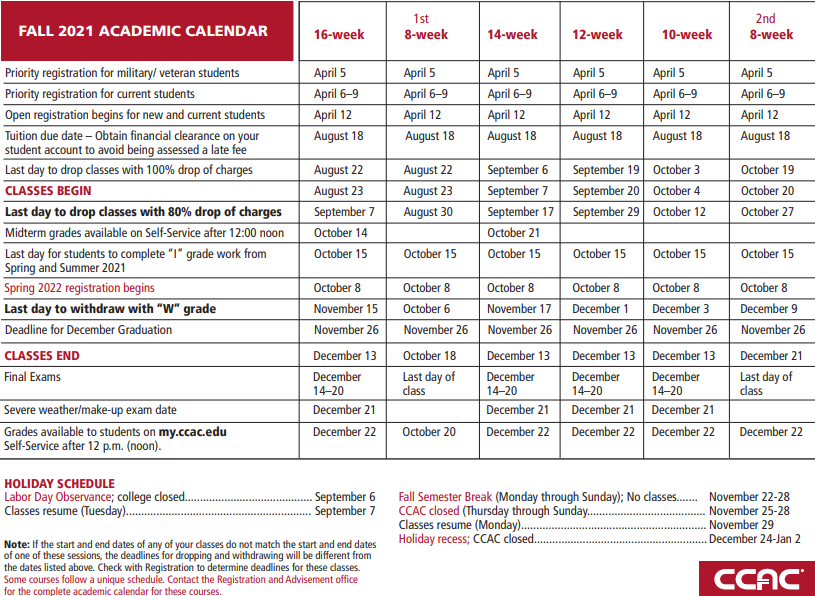 FALL 2021 ACADEMIC CALENDAR 16-week 1st 8-week 14-week 12-week 10-week 2nd 8-week
Priority registration for military/ veteran students April 5 April 5 April 5 April 5 April 5 April 5
Priority registration for current students April 6–9 April 6–9 April 6–9 April 6–9 April 6–9 April 6–9
Open registration begins for new and current students April 12 April 12 April 12 April 12 April 12 April 12
Tuition due date – Obtain financial clearance on your August 18 August 18 August 18 August 18 August 18 August 18
student account to avoid being assessed a late fee
Last day to drop classes with 100% drop of charges August 22 August 22 September 6 September 19 October 3 October 19
CLASSES BEGIN August 23 August 23 September 7 September 20 October 4 October 20
Last day to drop classes with 80% drop of charges September 7 August 30 September 17 September 29 October 12 October 27
Midterm grades available on Self-Service after 12:00 noon October 14 October 21
Last day for students to complete “I” grade work from October 15 October 15 October 15 October 15 October 15 October 15
Spring and Summer 2021
Spring 2022 registration begins October 8 October 8 October 8 October 8 October 8 October 8
Last day to withdraw with “W” grade November 15 October 6 November 17 December 1 December 3 December 9
Deadline for December Graduation November 26 November 26 November 26 November 26 November 26 November 26
CLASSES END December 13 October 18 December 13 December 13 December 13 December 21
Final Exams December Last day of December December December Last day of
14–20 class 14–20 14–20 14–20 class
Severe weather/make-up exam date December 21 December 21 December 21 December 21
Grades available to students on my.ccac.edu December 22 October 20 December 22 December 22 December 22 December 22
Self-Service after 12 p.m. (noon).
HOLIDAY SCHEDULE
Labor Day Observance; college closed.......................................... September 6
Classes resume (Tuesday).............................................................. September 7
Fall Semester Break (Monday through Sunday); No classes....... November 22-28
CCAC closed (Thursday through Sunday...................................... November 25-28
Classes resume (Monday)............................................................. November 29
Holiday recess; CCAC closed......................................................... December 24-Jan 2
Note: If the start and end dates of any of your classes do not match the start and end dates
of one of these sessions, the deadlines for dropping and withdrawing will be different from
the dates listed above. Check with Registration to determine deadlines for these classes.
Some courses follow a unique schedule. Contact the Registration and Advisement office
for the complete academic calendar for these courses.
CCAC